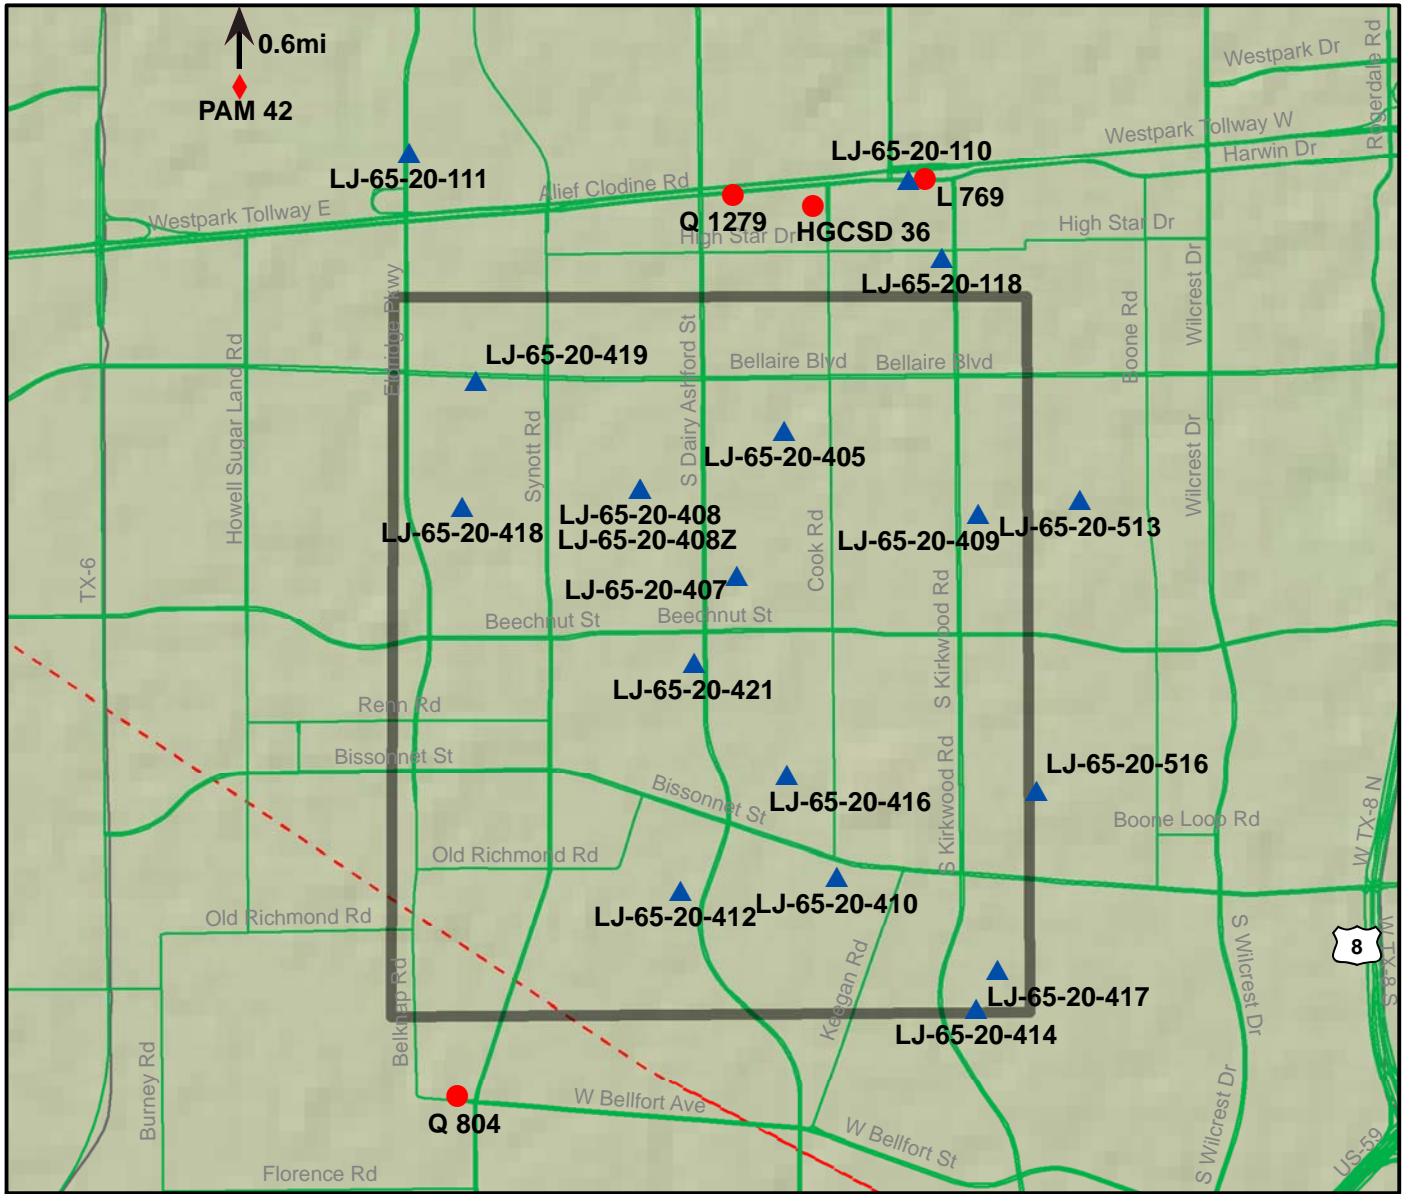 0.6mi
PAM 42
Westpark Dr
Rogerdale Rd
Westpark Tollway W
Harwin Dr
LJ-65-20-110
LJ-65-20-111
Alief Clodine Rd
L 769
Westpark Tollway E
Q 1279
HGCSD 36
High Star Dr
High Star Dr
LJ-65-20-118
Eldridge Pkwy
Wilcrest Dr
Boone Rd
S Dairy Ashford St
Howell Sugar Land Rd
LJ-65-20-419
Bellaire Blvd
Bellaire Blvd
Synott Rd
LJ-65-20-405
Wilcrest Dr
LJ-65-20-408
LJ-65-20-408Z
LJ-65-20-418
Cook Rd
LJ-65-20-409
LJ-65-20-513
TX-6
LJ-65-20-407
Beechnut St
Beechnut St
S Kirkwood Rd
LJ-65-20-421
Renn Rd
Bissonnet St
Bissonnet St
LJ-65-20-416
S Kirkwood Rd
LJ-65-20-516
Boone Loop Rd
W TX-8 N
Old Richmond Rd
LJ-65-20-412
LJ-65-20-410
Old Richmond Rd
Keegan Rd
S Wilcrest Dr
8
W TX-8 S
Belknap Rd
LJ-65-20-417
LJ-65-20-414
Burney Rd
W Bellfort Ave
Q 804
W Bellfort St
S Wilcrest Dr
US-59
Florence Rd